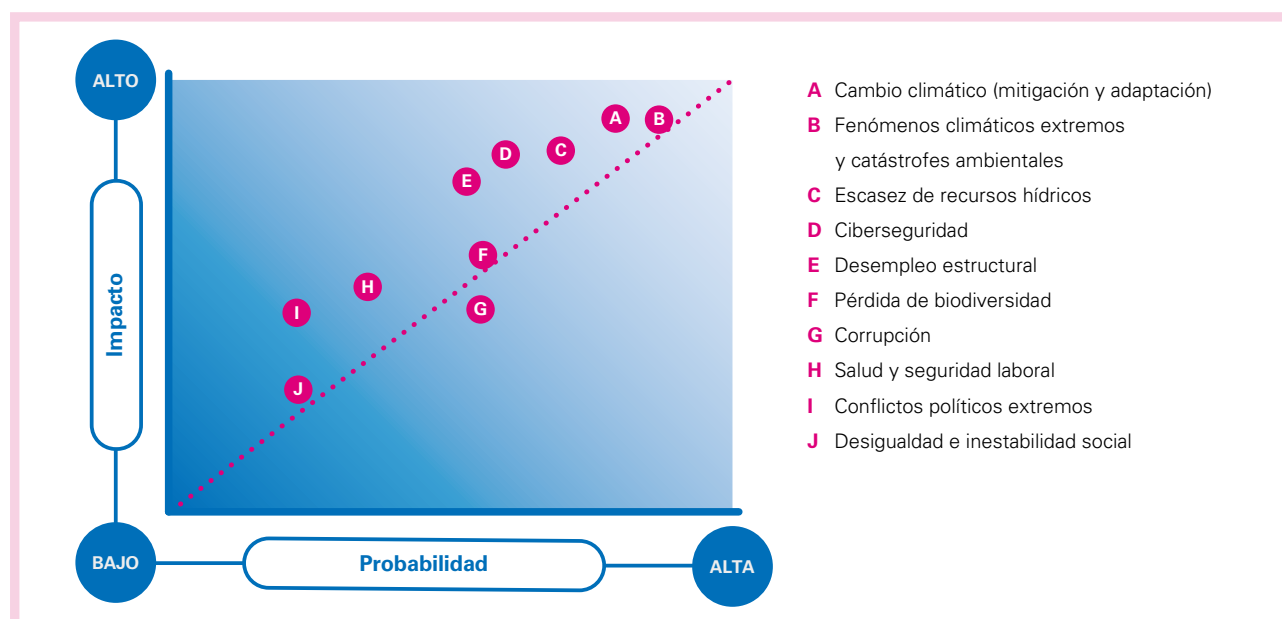 ALTO
Impacto
BAJO
Probabilidad
ALTA
A
B
C
D
E
F
G
H
I
J
A Cambio climático (mitigación y adaptación)
B Fenómenos climáticos extremos
y catástrofes ambientales
C Escasez de recursos hídricos
D Ciberseguridad
E Desempleo estructural
F Pérdida de biodiversidad
G Corrupción
H Salud y seguridad laboral
I Conflictos políticos extremos
J Desigualdad e inestabilidad social